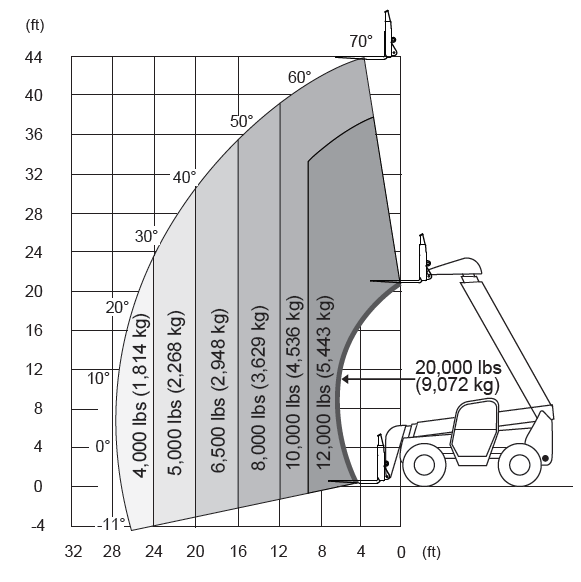 (ft)
44
40
36
32
28
24
20
16
12
8
4
0
-4
70°
60°
50°
40°
30°
20°
10°
0°
-11°
4,000 lbs (1,814 kg)
5,000 lbs (2,268 kg)
6,500 lbs (2,948 kg)
8,000 lbs (3,629 kg)
10,000 lbs (4,536 kg)
12,000 lbs (5,443 kg)
20,000 lbs
(9,072 kg)
32 28 24 20 16 12 8 4 0 (ft)